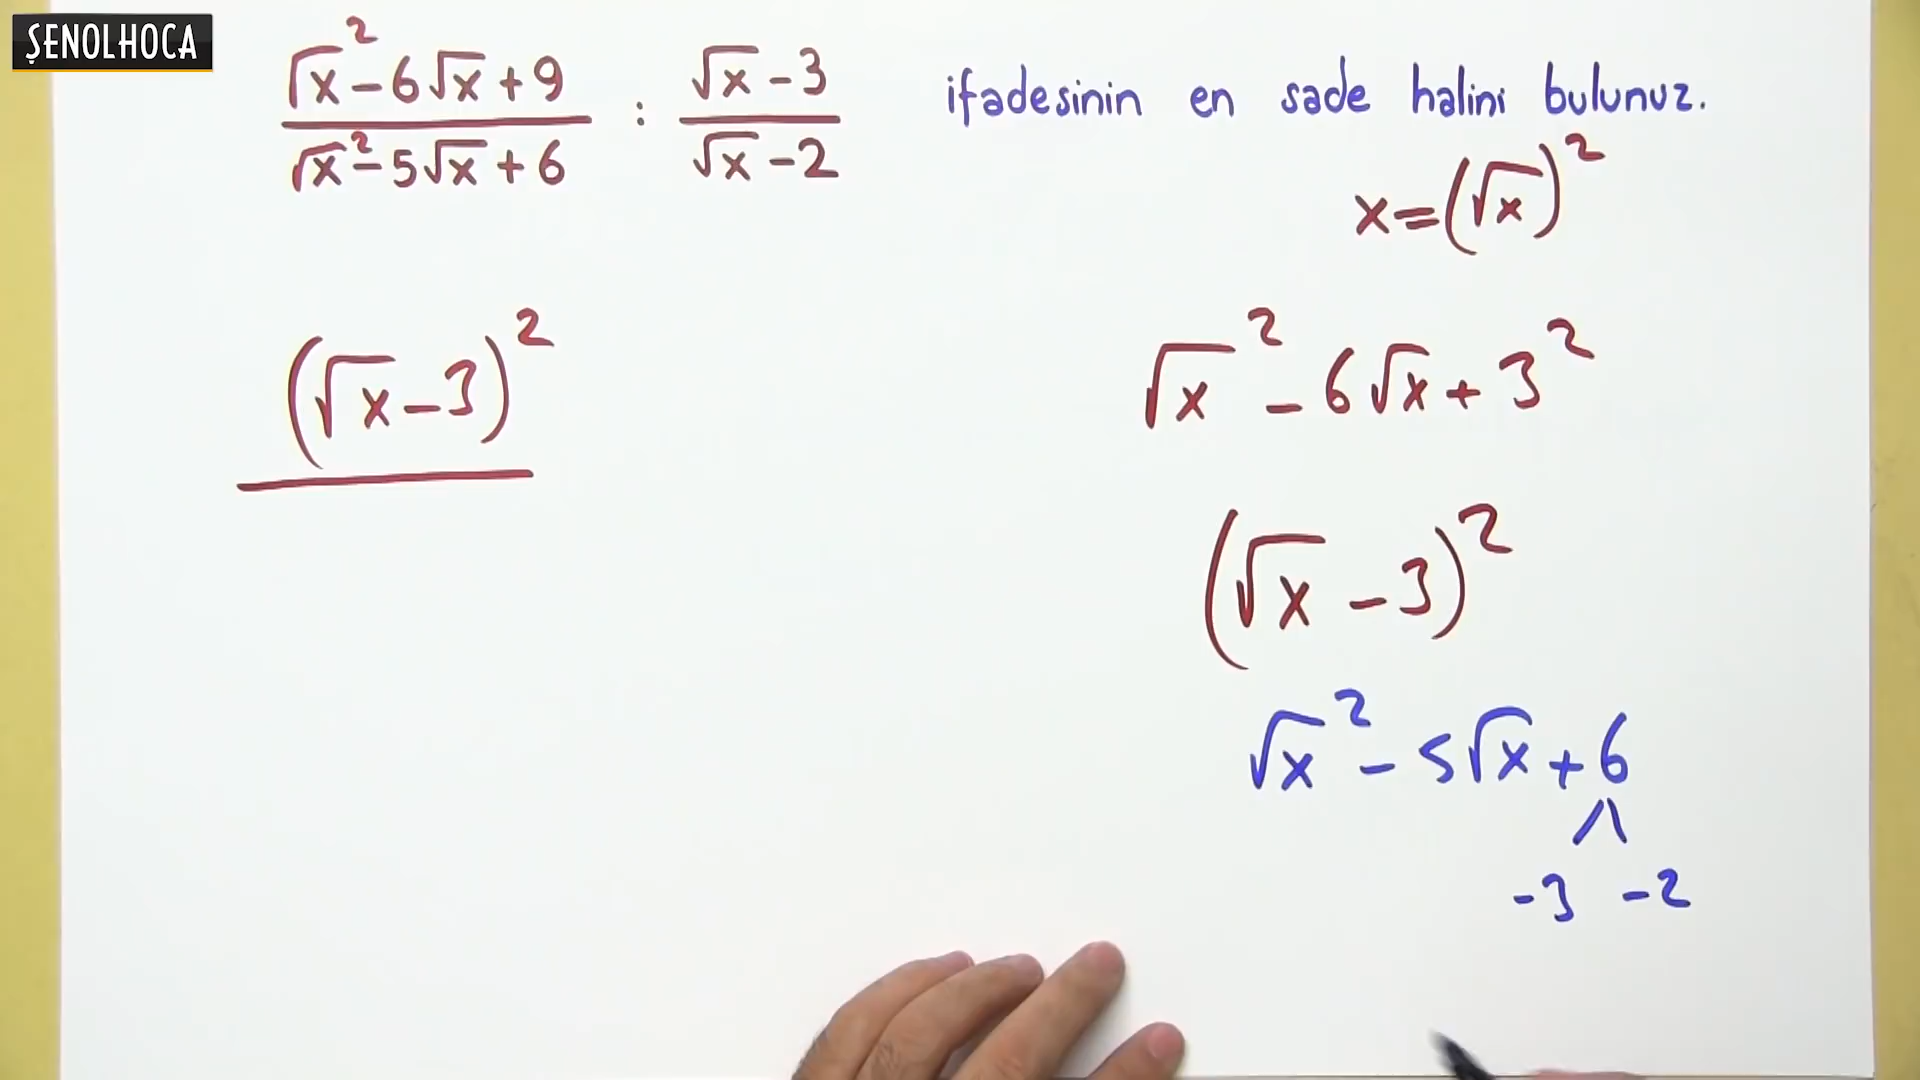 ŞENOLHOCA
(√x² - 6√x + 9) / (√x² - 5√x + 6) : (√x - 3) / (√x - 2) ifadesinin en sade halini bulunuz.
x = (√x)²
(√x - 3)²
√x² - 6√x + 3²
(√x - 3)²
√x² - 5√x + 6
-3 -2